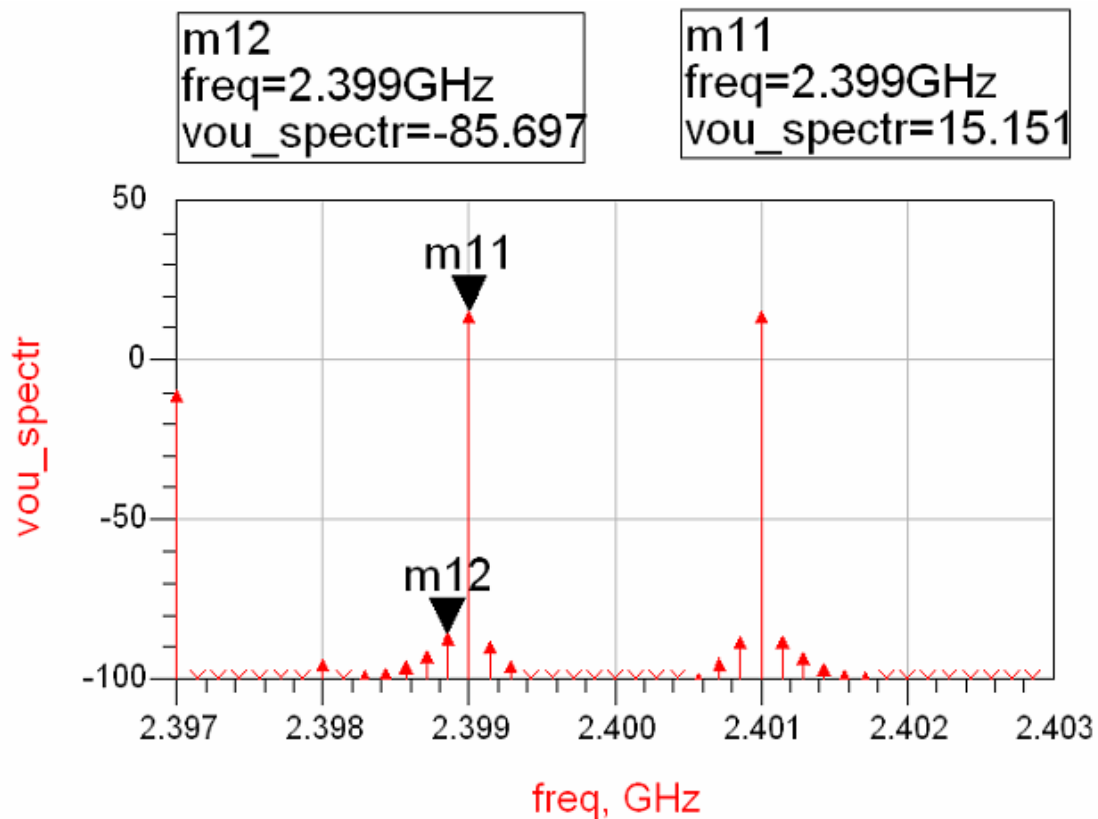 m12
freq=2.399GHz
vou_spectr=-85.697
m11
freq=2.399GHz
vou_spectr=15.151
50
m11
0
vou_spectr
-50
m12
-100
2.397 2.398 2.399 2.400 2.401 2.402 2.403
freq, GHz